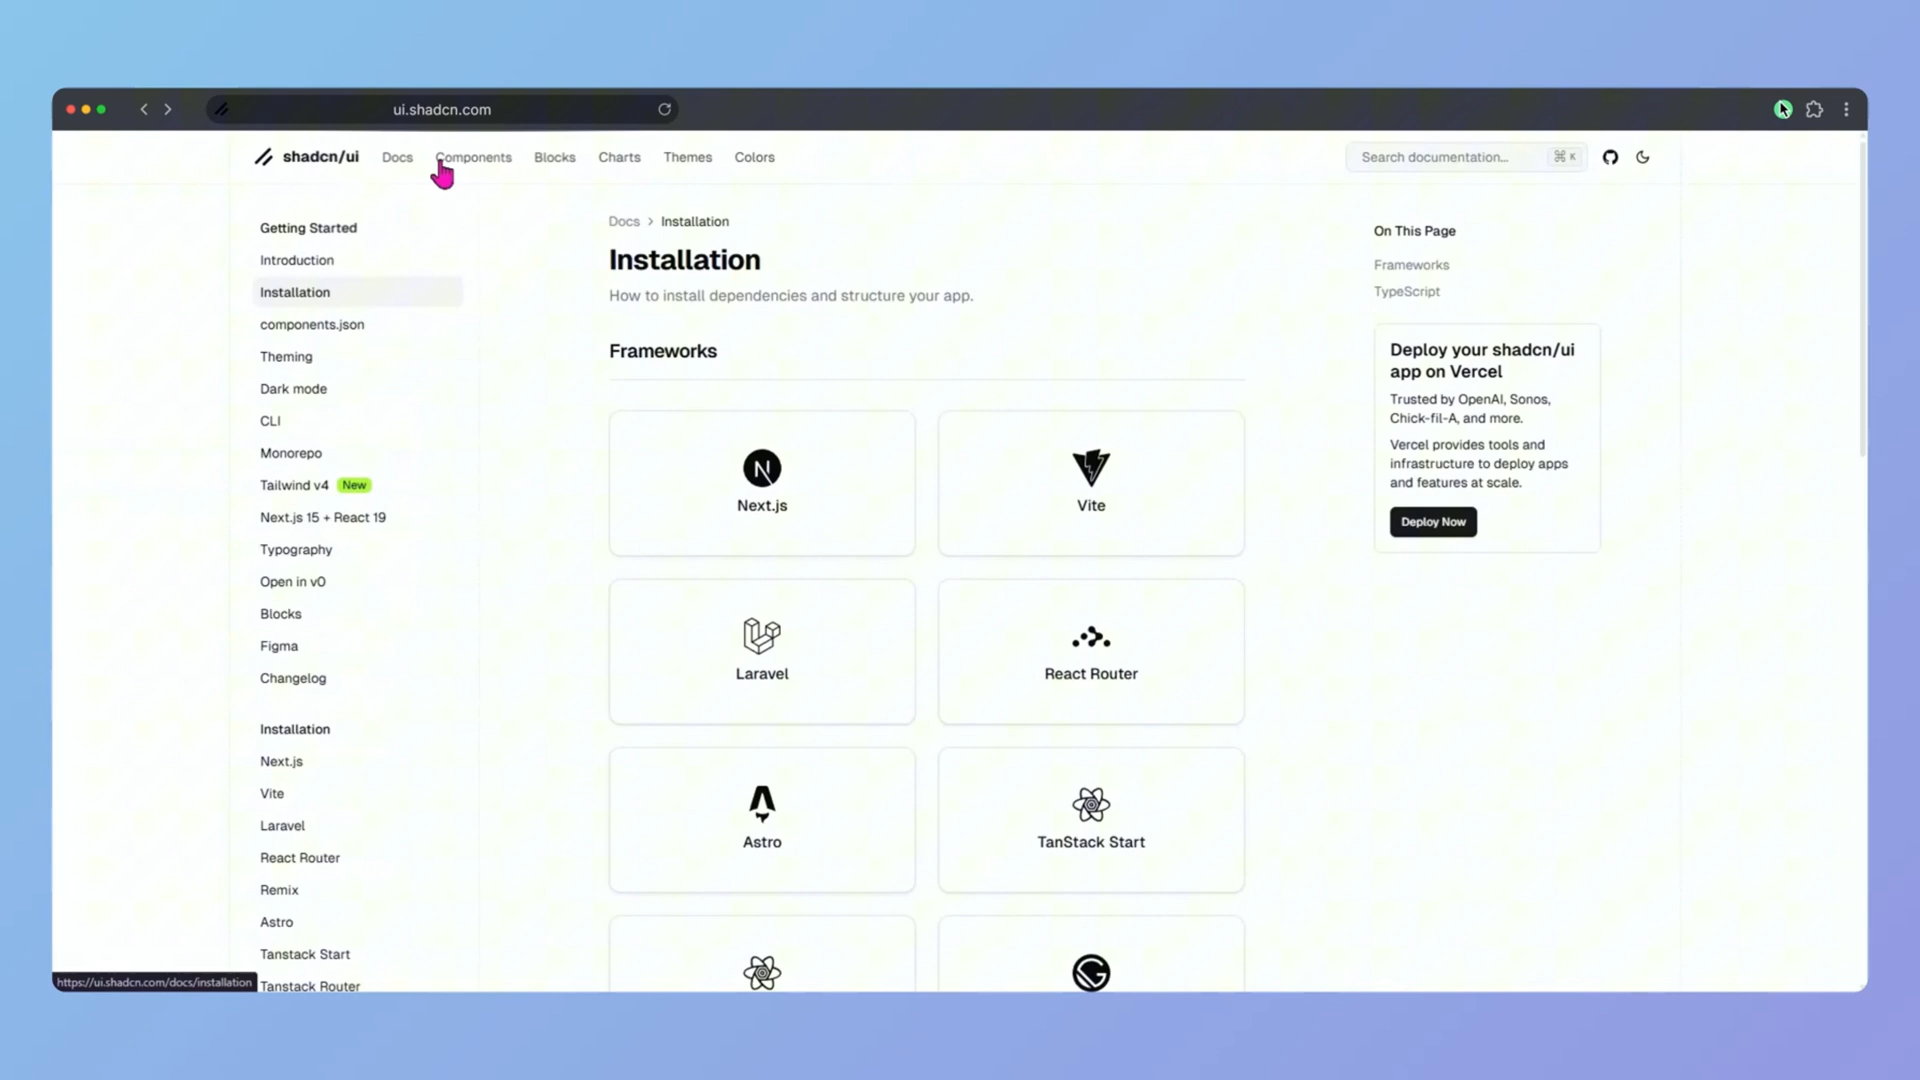 ui.shadcn.com
shadcn/ui
Docs
Components
Blocks
Charts
Themes
Colors
Search documentation...
⌘ K
Getting Started
Introduction
Installation
components.json
Theming
Dark mode
CLI
Monorepo
Tailwind v4 New
Next.js 15 + React 19
Typography
Open in v0
Blocks
Figma
Changelog
Installation
Next.js
Vite
Laravel
React Router
Remix
Astro
Tanstack Start
Tanstack Router
Docs > Installation
Installation
How to install dependencies and structure your app.
Frameworks
Next.js
Vite
Laravel
React Router
Astro
TanStack Start
On This Page
Frameworks
TypeScript
Deploy your shadcn/ui
app on Vercel
Trusted by OpenAI, Sonos,
Chick-fil-A, and more.
Vercel provides tools and
infrastructure to deploy apps
and features at scale.
Deploy Now
https://ui.shadcn.com/docs/installation